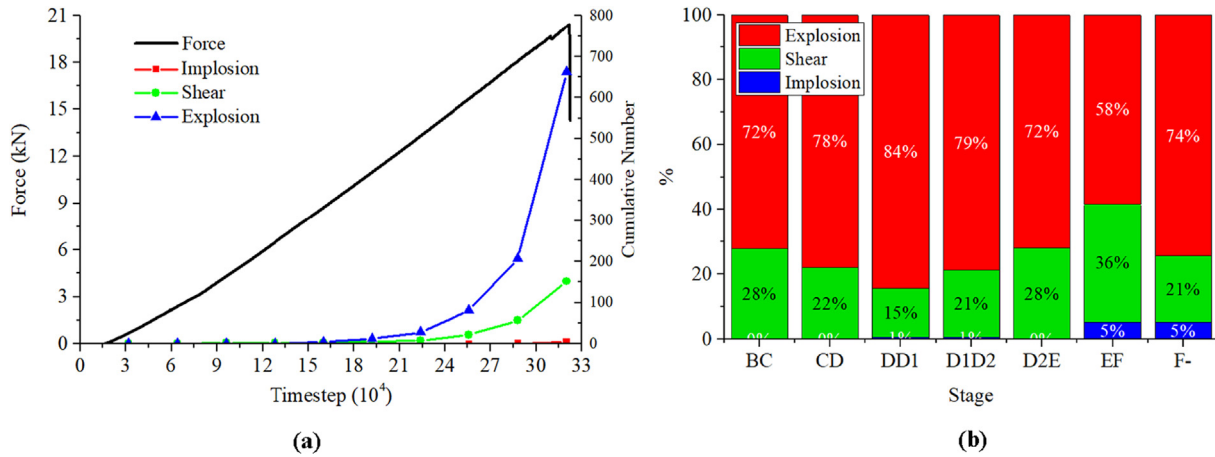 21
18
15
12
9
6
3
0
Force (kN)
Force
Implosion
Shear
Explosion
800
700
600
500
400
300
200
100
0
Cumulative Number
0 3 6 9 12 15 18 21 24 27 30 33
Timestep (10⁴)
(a)
100
80
60
40
20
0
%
Explosion
Shear
Implosion
72% 78% 84% 79% 72% 58% 74%
28% 22% 15% 21% 28% 36% 21%
0% 0% 1% 1% 0% 5% 5%
BC CD DD1 D1D2 D2E EF F-
Stage
(b)